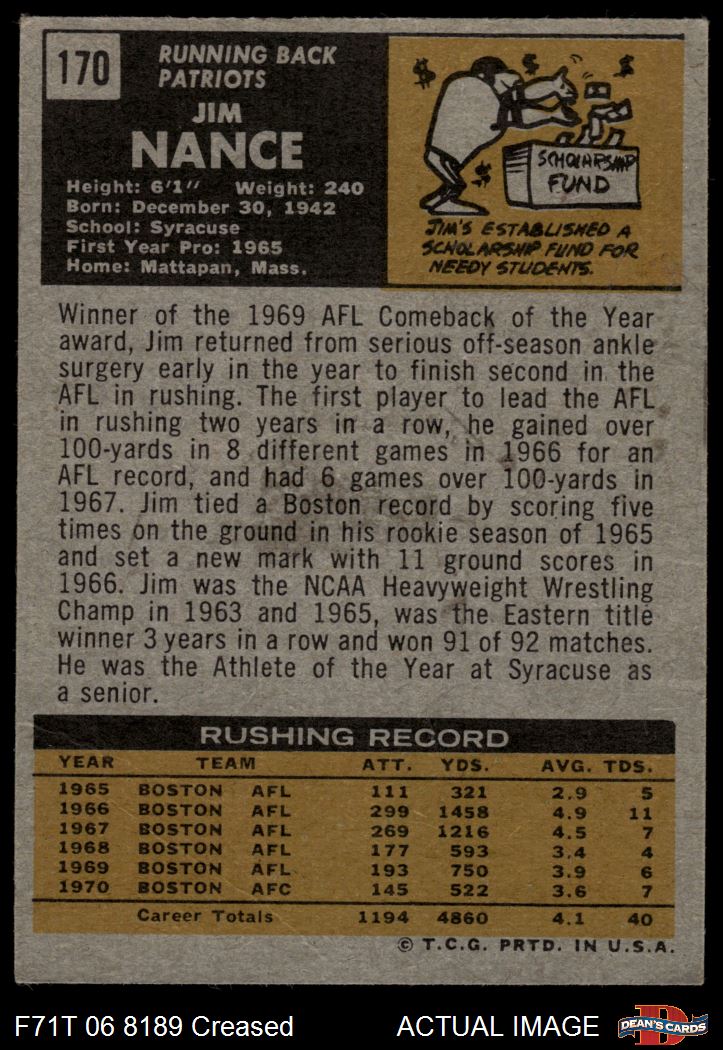 170
RUNNING BACK
PATRIOTS
JIM
NANCE
Height: 6'1" Weight: 240
Born: December 30, 1942
School: Syracuse
First Year Pro: 1965
Home: Mattapan, Mass.
$ $ $ $
SCHOLARSHIP
FUND
JIM'S ESTABLISHED A
SCHOLARSHIP FUND FOR
NEEDY STUDENTS.
Winner of the 1969 AFL Comeback of the Year
award, Jim returned from serious off-season ankle
surgery early in the year to finish second in the
AFL in rushing. The first player to lead the AFL
in rushing two years in a row, he gained over
100-yards in 8 different games in 1966 for an
AFL record, and had 6 games over 100-yards in
1967. Jim tied a Boston record by scoring five
times on the ground in his rookie season of 1965
and set a new mark with 11 ground scores in
1966. Jim was the NCAA Heavyweight Wrestling
Champ in 1963 and 1965, was the Eastern title
winner 3 years in a row and won 91 of 92 matches.
He was the Athlete of the Year at Syracuse as
a senior.
RUSHING RECORD
YEAR TEAM ATT. YDS. AVG. TDS.
1965 BOSTON AFL 111 321 2.9 5
1966 BOSTON AFL 299 1458 4.9 11
1967 BOSTON AFL 269 1216 4.5 7
1968 BOSTON AFL 177 593 3.4 4
1969 BOSTON AFL 193 750 3.9 6
1970 BOSTON AFC 145 522 3.6 7
Career Totals 1194 4860 4.1 40
© T.C.G. PRTD. IN U.S.A.
F71T 06 8189 Creased ACTUAL IMAGE
D
DEAN'S CARDS